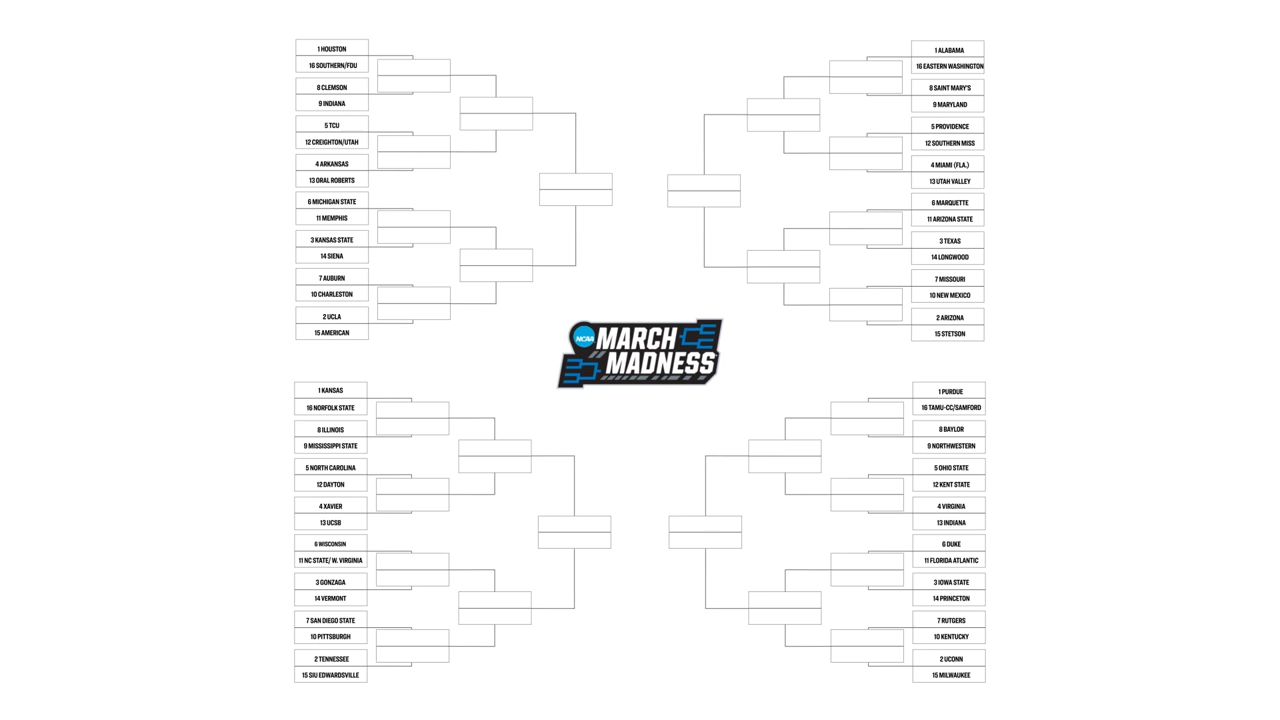 1 HOUSTON
16 SOUTHERN/FDU
8 CLEMSON
9 INDIANA
5 TCU
12 CREIGHTON/UTAH
4 ARKANSAS
13 ORAL ROBERTS
6 MICHIGAN STATE
11 MEMPHIS
3 KANSAS STATE
14 SIENA
7 AUBURN
10 CHARLESTON
2 UCLA
15 AMERICAN
1 ALABAMA
16 EASTERN WASHINGTON
8 SAINT MARY'S
9 MARYLAND
5 PROVIDENCE
12 SOUTHERN MISS
4 MIAMI (FLA.)
13 UTAH VALLEY
6 MARQUETTE
11 ARIZONA STATE
3 TEXAS
14 LONGWOOD
7 MISSOURI
10 NEW MEXICO
2 ARIZONA
15 STETSON
NCAA
MARCH
MADNESS
1 KANSAS
16 NORFOLK STATE
8 ILLINOIS
9 MISSISSIPPI STATE
5 NORTH CAROLINA
12 DAYTON
4 XAVIER
13 UCSB
6 WISCONSIN
11 NC STATE/ W. VIRGINIA
3 GONZAGA
14 VERMONT
7 SAN DIEGO STATE
10 PITTSBURGH
2 TENNESSEE
15 SIU EDWARDSVILLE
1 PURDUE
16 TAMU-CC/SAMFORD
8 BAYLOR
9 NORTHWESTERN
5 OHIO STATE
12 KENT STATE
4 VIRGINIA
13 INDIANA
6 DUKE
11 FLORIDA ATLANTIC
3 IOWA STATE
14 PRINCETON
7 RUTGERS
10 KENTUCKY
2 UCONN
15 MILWAUKEE